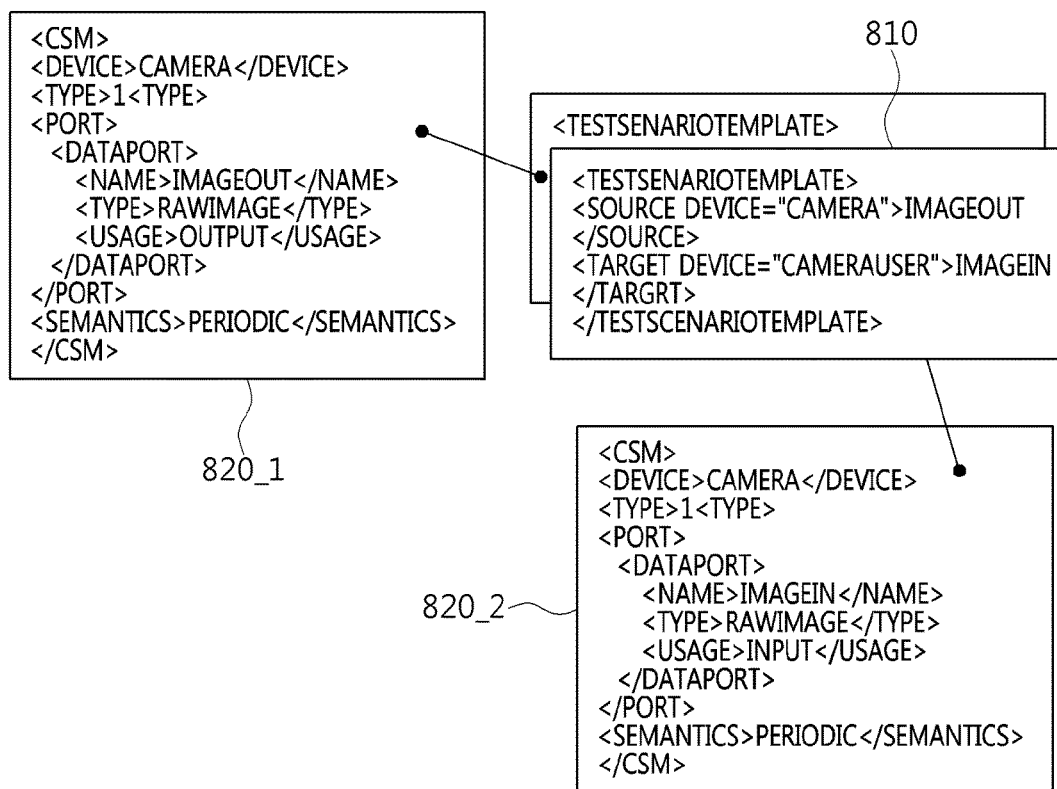 <CSM>
<DEVICE>CAMERA</DEVICE>
<TYPE>1<TYPE>
<PORT>
<DATAPORT>
<NAME>IMAGEOUT</NAME>
<TYPE>RAWIMAGE</TYPE>
<USAGE>OUTPUT</USAGE>
</DATAPORT>
</PORT>
<SEMANTICS>PERIODIC</SEMANTICS>
</CSM>
820_1
810
<TESTSENARIOTEMPLATE>
<TESTSENARIOTEMPLATE>
<SOURCE DEVICE="CAMERA">IMAGEOUT
</SOURCE>
<TARGET DEVICE="CAMERAUSER">IMAGEIN
</TARGRT>
</TESTSCENARIOTEMPLATE>
820_2
<CSM>
<DEVICE>CAMERA</DEVICE>
<TYPE>1<TYPE>
<PORT>
<DATAPORT>
<NAME>IMAGEIN</NAME>
<TYPE>RAWIMAGE</TYPE>
<USAGE>INPUT</USAGE>
</DATAPORT>
</PORT>
<SEMANTICS>PERIODIC</SEMANTICS>
</CSM>